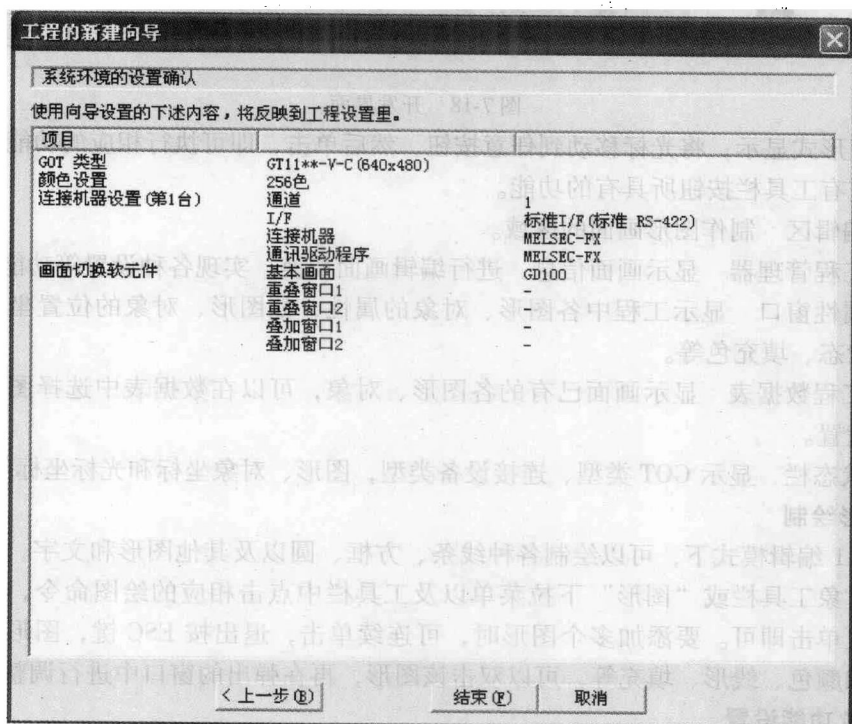 工程的新建向导
系统环境的设置确认
使用向导设置的下述内容，将反映到工程设置里。
项目
GOT 类型 GT11**-V-C(640x480)
颜色设置 256色
连接机器设置(第1台) 通道 1
I/F 标准I/F(标准 RS-422)
连接机器 MELSEC-FX
通讯驱动程序 MELSEC-FX
画面切换软元件 基本画面 GD100
重叠窗口1 -
重叠窗口2 -
叠加窗口1 -
叠加窗口2 -
< 上一步(B) 结束(F) 取消